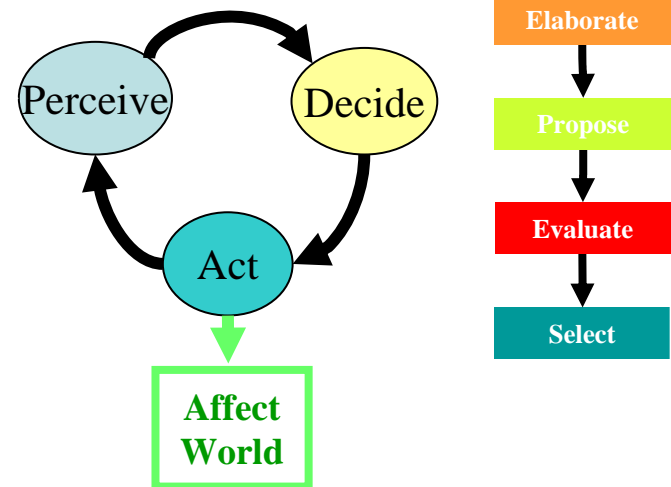 Perceive
Decide
Act
Affect
World
Elaborate
Propose
Evaluate
Select